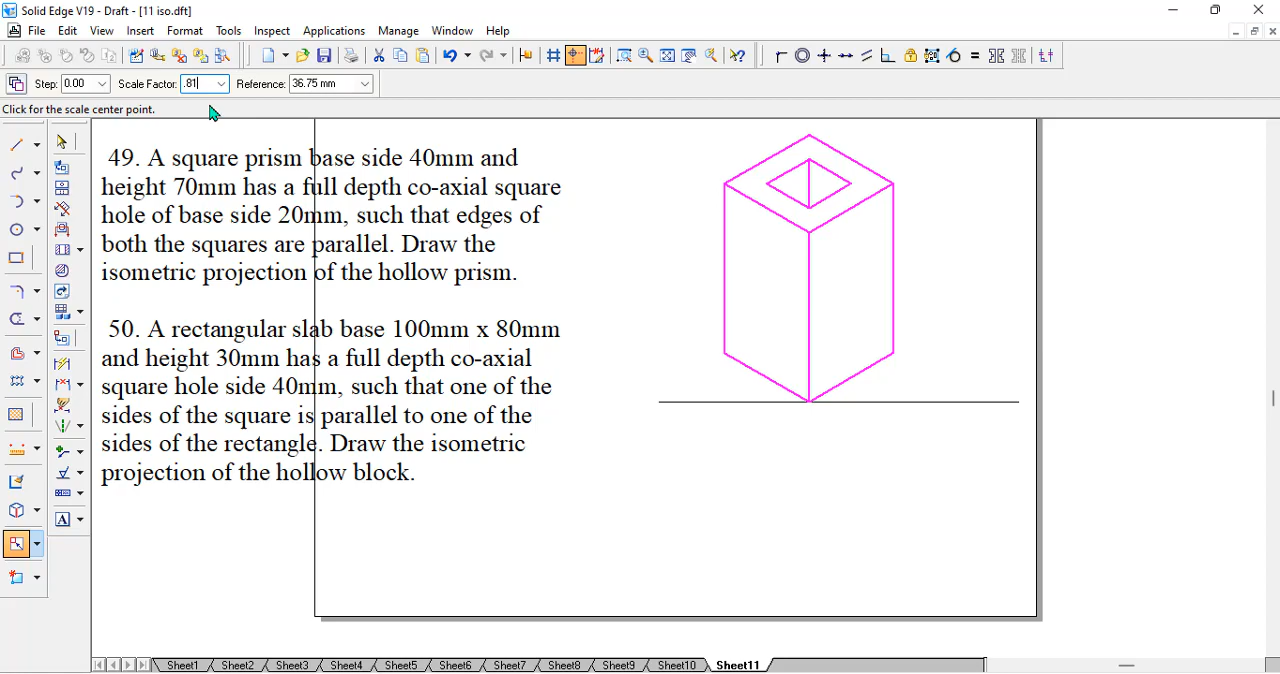 Solid Edge V19 - Draft - [11 iso.dft]
File Edit View Insert Format Tools Inspect Applications Manage Window Help
Step: 0.00 Scale Factor: .81 Reference: 36.75 mm
Click for the scale center point.
49. A square prism base side 40mm and
height 70mm has a full depth co-axial square
hole of base side 20mm, such that edges of
both the squares are parallel. Draw the
isometric projection of the hollow prism.
50. A rectangular slab base 100mm x 80mm
and height 30mm has a full depth co-axial
square hole side 40mm, such that one of the
sides of the square is parallel to one of the
sides of the rectangle. Draw the isometric
projection of the hollow block.
A
Sheet1 Sheet2 Sheet3 Sheet4 Sheet5 Sheet6 Sheet7 Sheet8 Sheet9 Sheet10 Sheet11